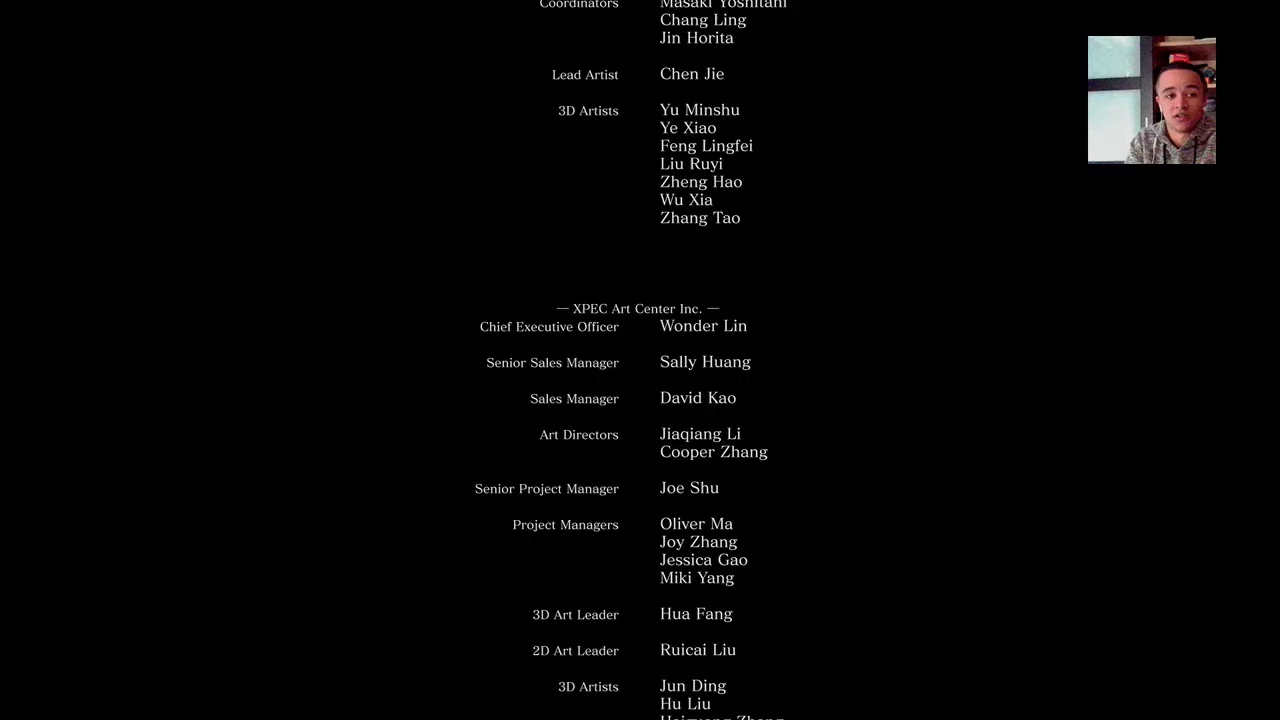 Coordinators Masaki Yoshitani
Chang Ling
Jin Horita
Lead Artist Chen Jie
3D Artists Yu Minshu
Ye Xiao
Feng Lingfei
Liu Ruyi
Zheng Hao
Wu Xia
Zhang Tao
— XPEC Art Center Inc. —
Chief Executive Officer Wonder Lin
Senior Sales Manager Sally Huang
Sales Manager David Kao
Art Directors Jiaqiang Li
Cooper Zhang
Senior Project Manager Joe Shu
Project Managers Oliver Ma
Joy Zhang
Jessica Gao
Miki Yang
3D Art Leader Hua Fang
2D Art Leader Ruicai Liu
3D Artists Jun Ding
Hu Liu